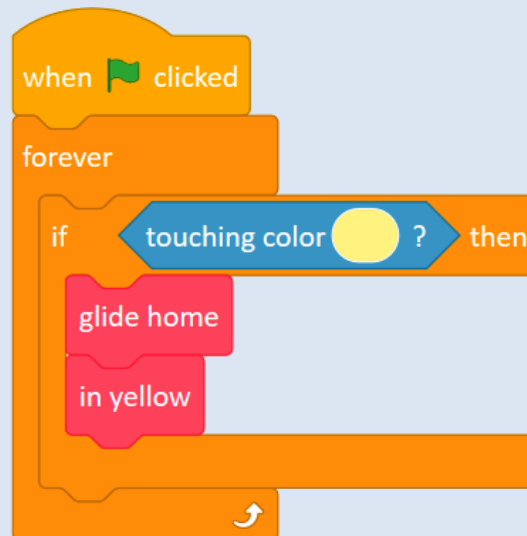 when clicked
forever
if touching color ? then
glide home
in yellow